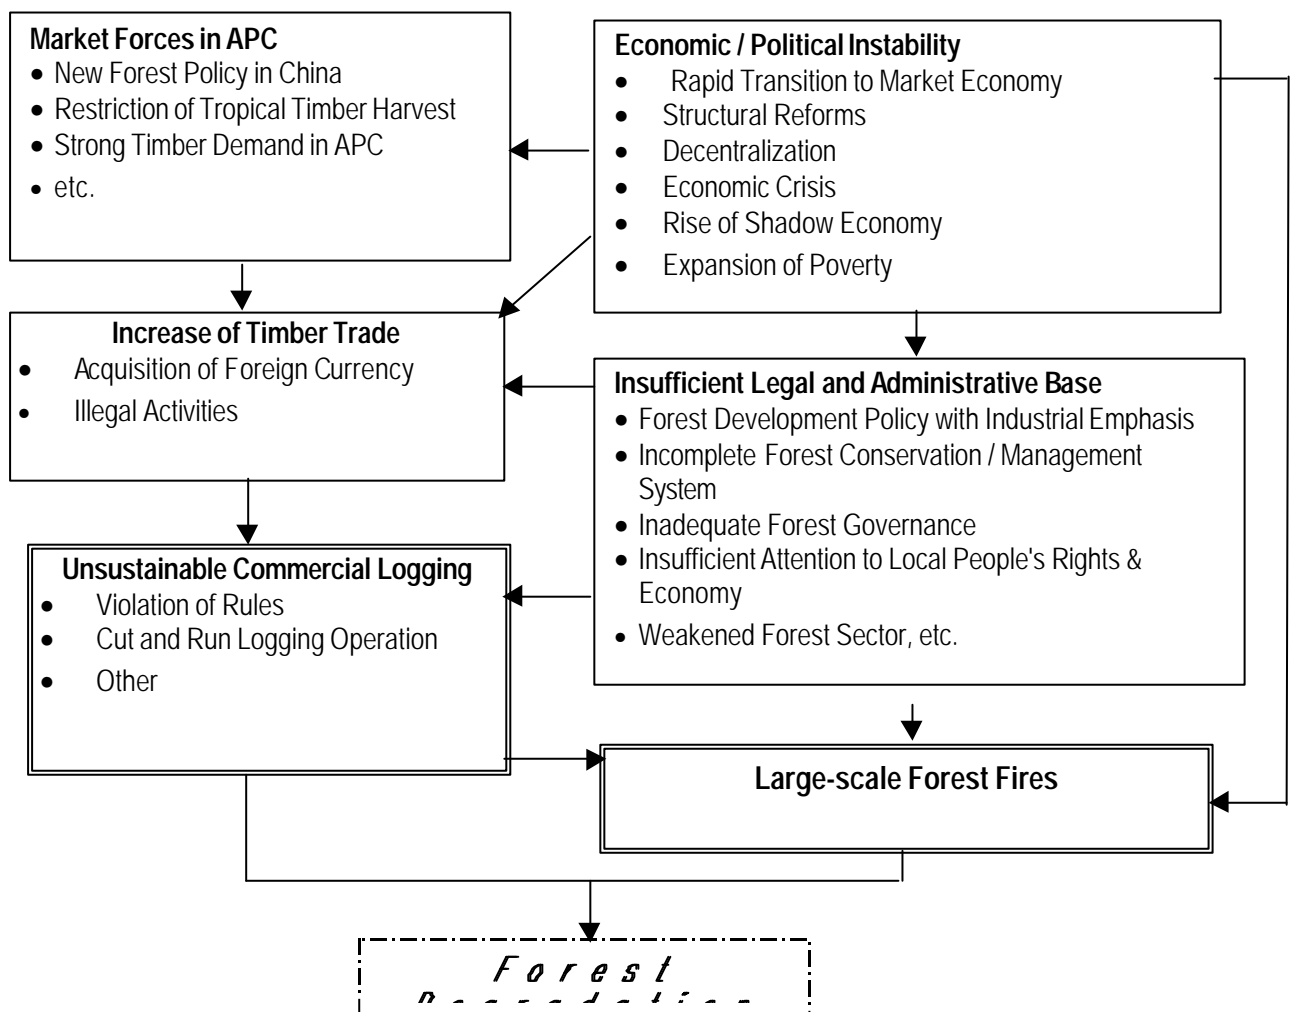 Market Forces in APC
• New Forest Policy in China
• Restriction of Tropical Timber Harvest
• Strong Timber Demand in APC
• etc.
Economic / Political Instability
• Rapid Transition to Market Economy
• Structural Reforms
• Decentralization
• Economic Crisis
• Rise of Shadow Economy
• Expansion of Poverty
Increase of Timber Trade
• Acquisition of Foreign Currency
• Illegal Activities
Insufficient Legal and Administrative Base
• Forest Development Policy with Industrial Emphasis
• Incomplete Forest Conservation / Management
System
• Inadequate Forest Governance
• Insufficient Attention to Local People's Rights &
Economy
• Weakened Forest Sector, etc.
Unsustainable Commercial Logging
• Violation of Rules
• Cut and Run Logging Operation
• Other
Large-scale Forest Fires
Forest